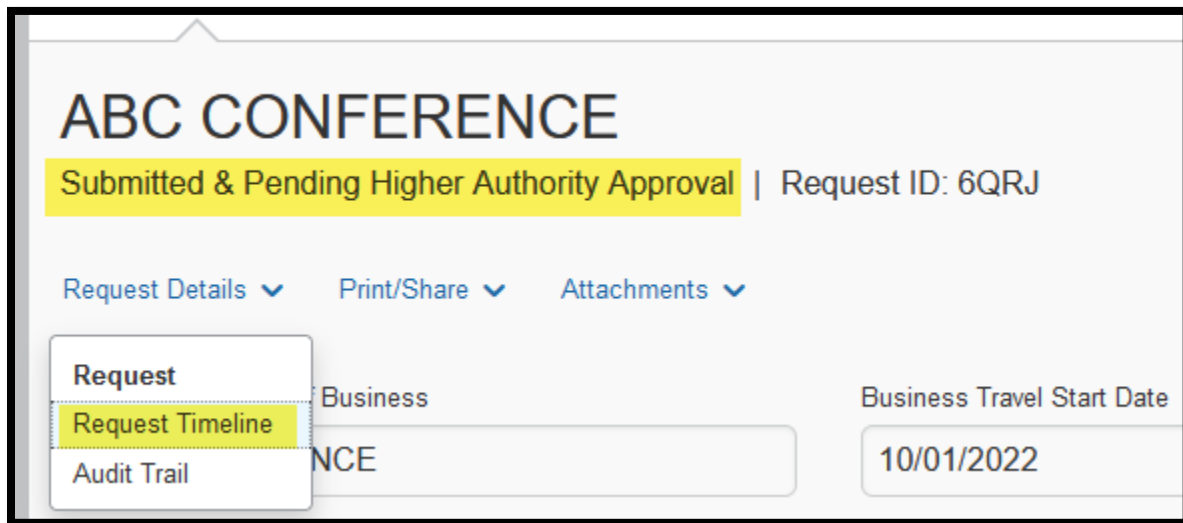 ABC CONFERENCE
Submitted & Pending Higher Authority Approval | Request ID: 6QRJ
Request Details Print/Share Attachments
Request
Request Timeline
Audit Trail
Business
NCE
Business Travel Start Date
10/01/2022